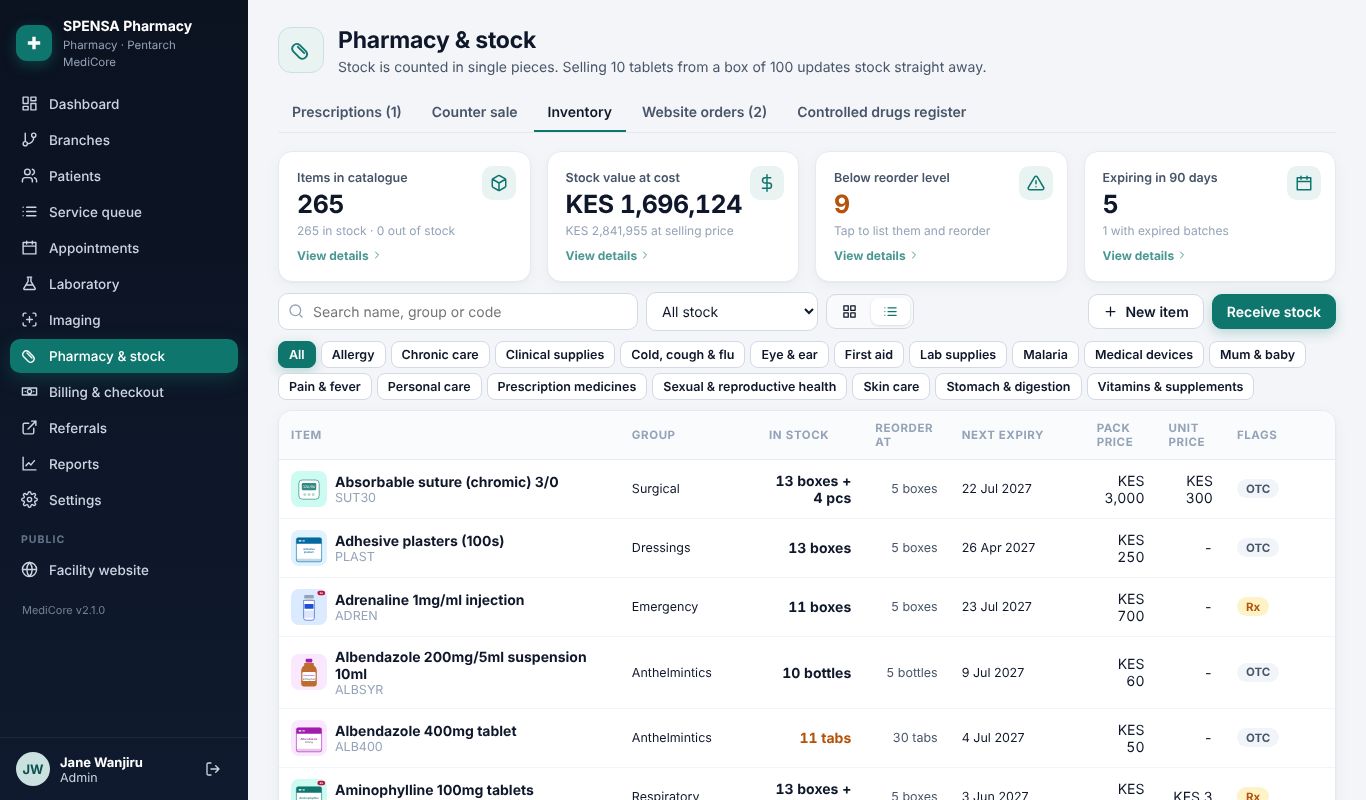 SPENSA Pharmacy
Pharmacy · Pentarch
MediCore
Dashboard
Branches
Patients
Service queue
Appointments
Laboratory
Imaging
Pharmacy & stock
Billing & checkout
Referrals
Reports
Settings
PUBLIC
Facility website
MediCore v2.1.0
JW
Jane Wanjiru
Admin
Pharmacy & stock
Stock is counted in single pieces. Selling 10 tablets from a box of 100 updates stock straight away.
Prescriptions (1) Counter sale Inventory Website orders (2) Controlled drugs register
Items in catalogue
265
265 in stock · 0 out of stock
View details
Stock value at cost
KES 1,696,124
KES 2,841,955 at selling price
View details
Below reorder level
9
Tap to list them and reorder
View details
Expiring in 90 days
5
1 with expired batches
View details
Search name, group or code All stock + New item Receive stock
All Allergy Chronic care Clinical supplies Cold, cough & flu Eye & ear First aid Lab supplies Malaria Medical devices Mum & baby
Pain & fever Personal care Prescription medicines Sexual & reproductive health Skin care Stomach & digestion Vitamins & supplements
ITEM GROUP IN STOCK REORDER AT NEXT EXPIRY PACK PRICE UNIT PRICE FLAGS
Absorbable suture (chromic) 3/0 Surgical 13 boxes + 4 pcs 5 boxes 22 Jul 2027 KES 3,000 KES 300 OTC
SUT30
Adhesive plasters (100s) Dressings 13 boxes 5 boxes 26 Apr 2027 KES 250 - OTC
PLAST
Adrenaline 1mg/ml injection Emergency 11 boxes 5 boxes 23 Jul 2027 KES 700 - Rx
ADREN
Albendazole 200mg/5ml suspension 10ml Anthelmintics 10 bottles 5 bottles 9 Jul 2027 KES 60 - OTC
ALBSYR
Albendazole 400mg tablet Anthelmintics 11 tabs 30 tabs 4 Jul 2027 KES 50 - OTC
ALB400
Aminophylline 100mg tablets Respiratory 13 boxes + 5 boxes 3 Jun 2027 KES KES 3 Rx